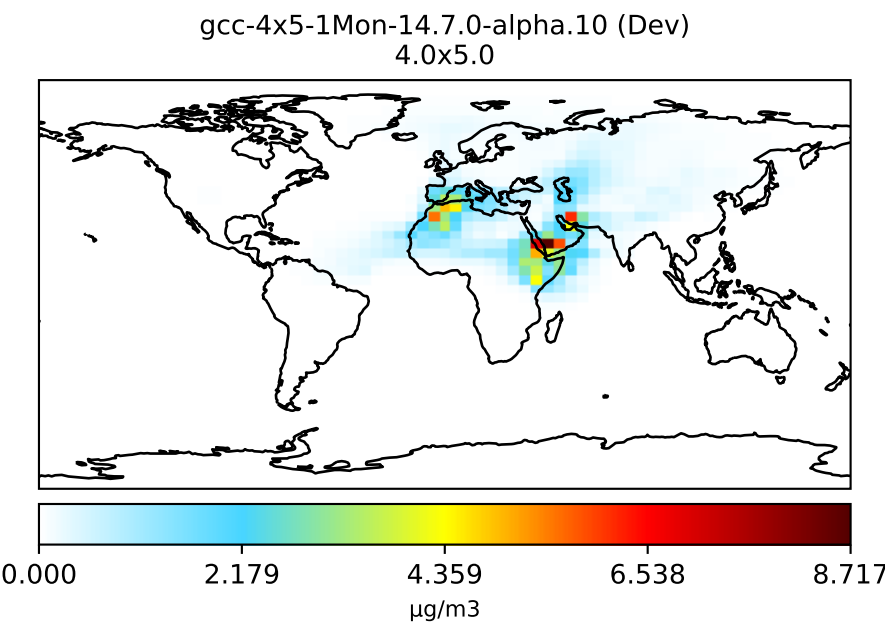 gcc-4x5-1Mon-14.7.0-alpha.10 (Dev)
4.0x5.0
0.000 2.179 4.359 6.538 8.717
μg/m3